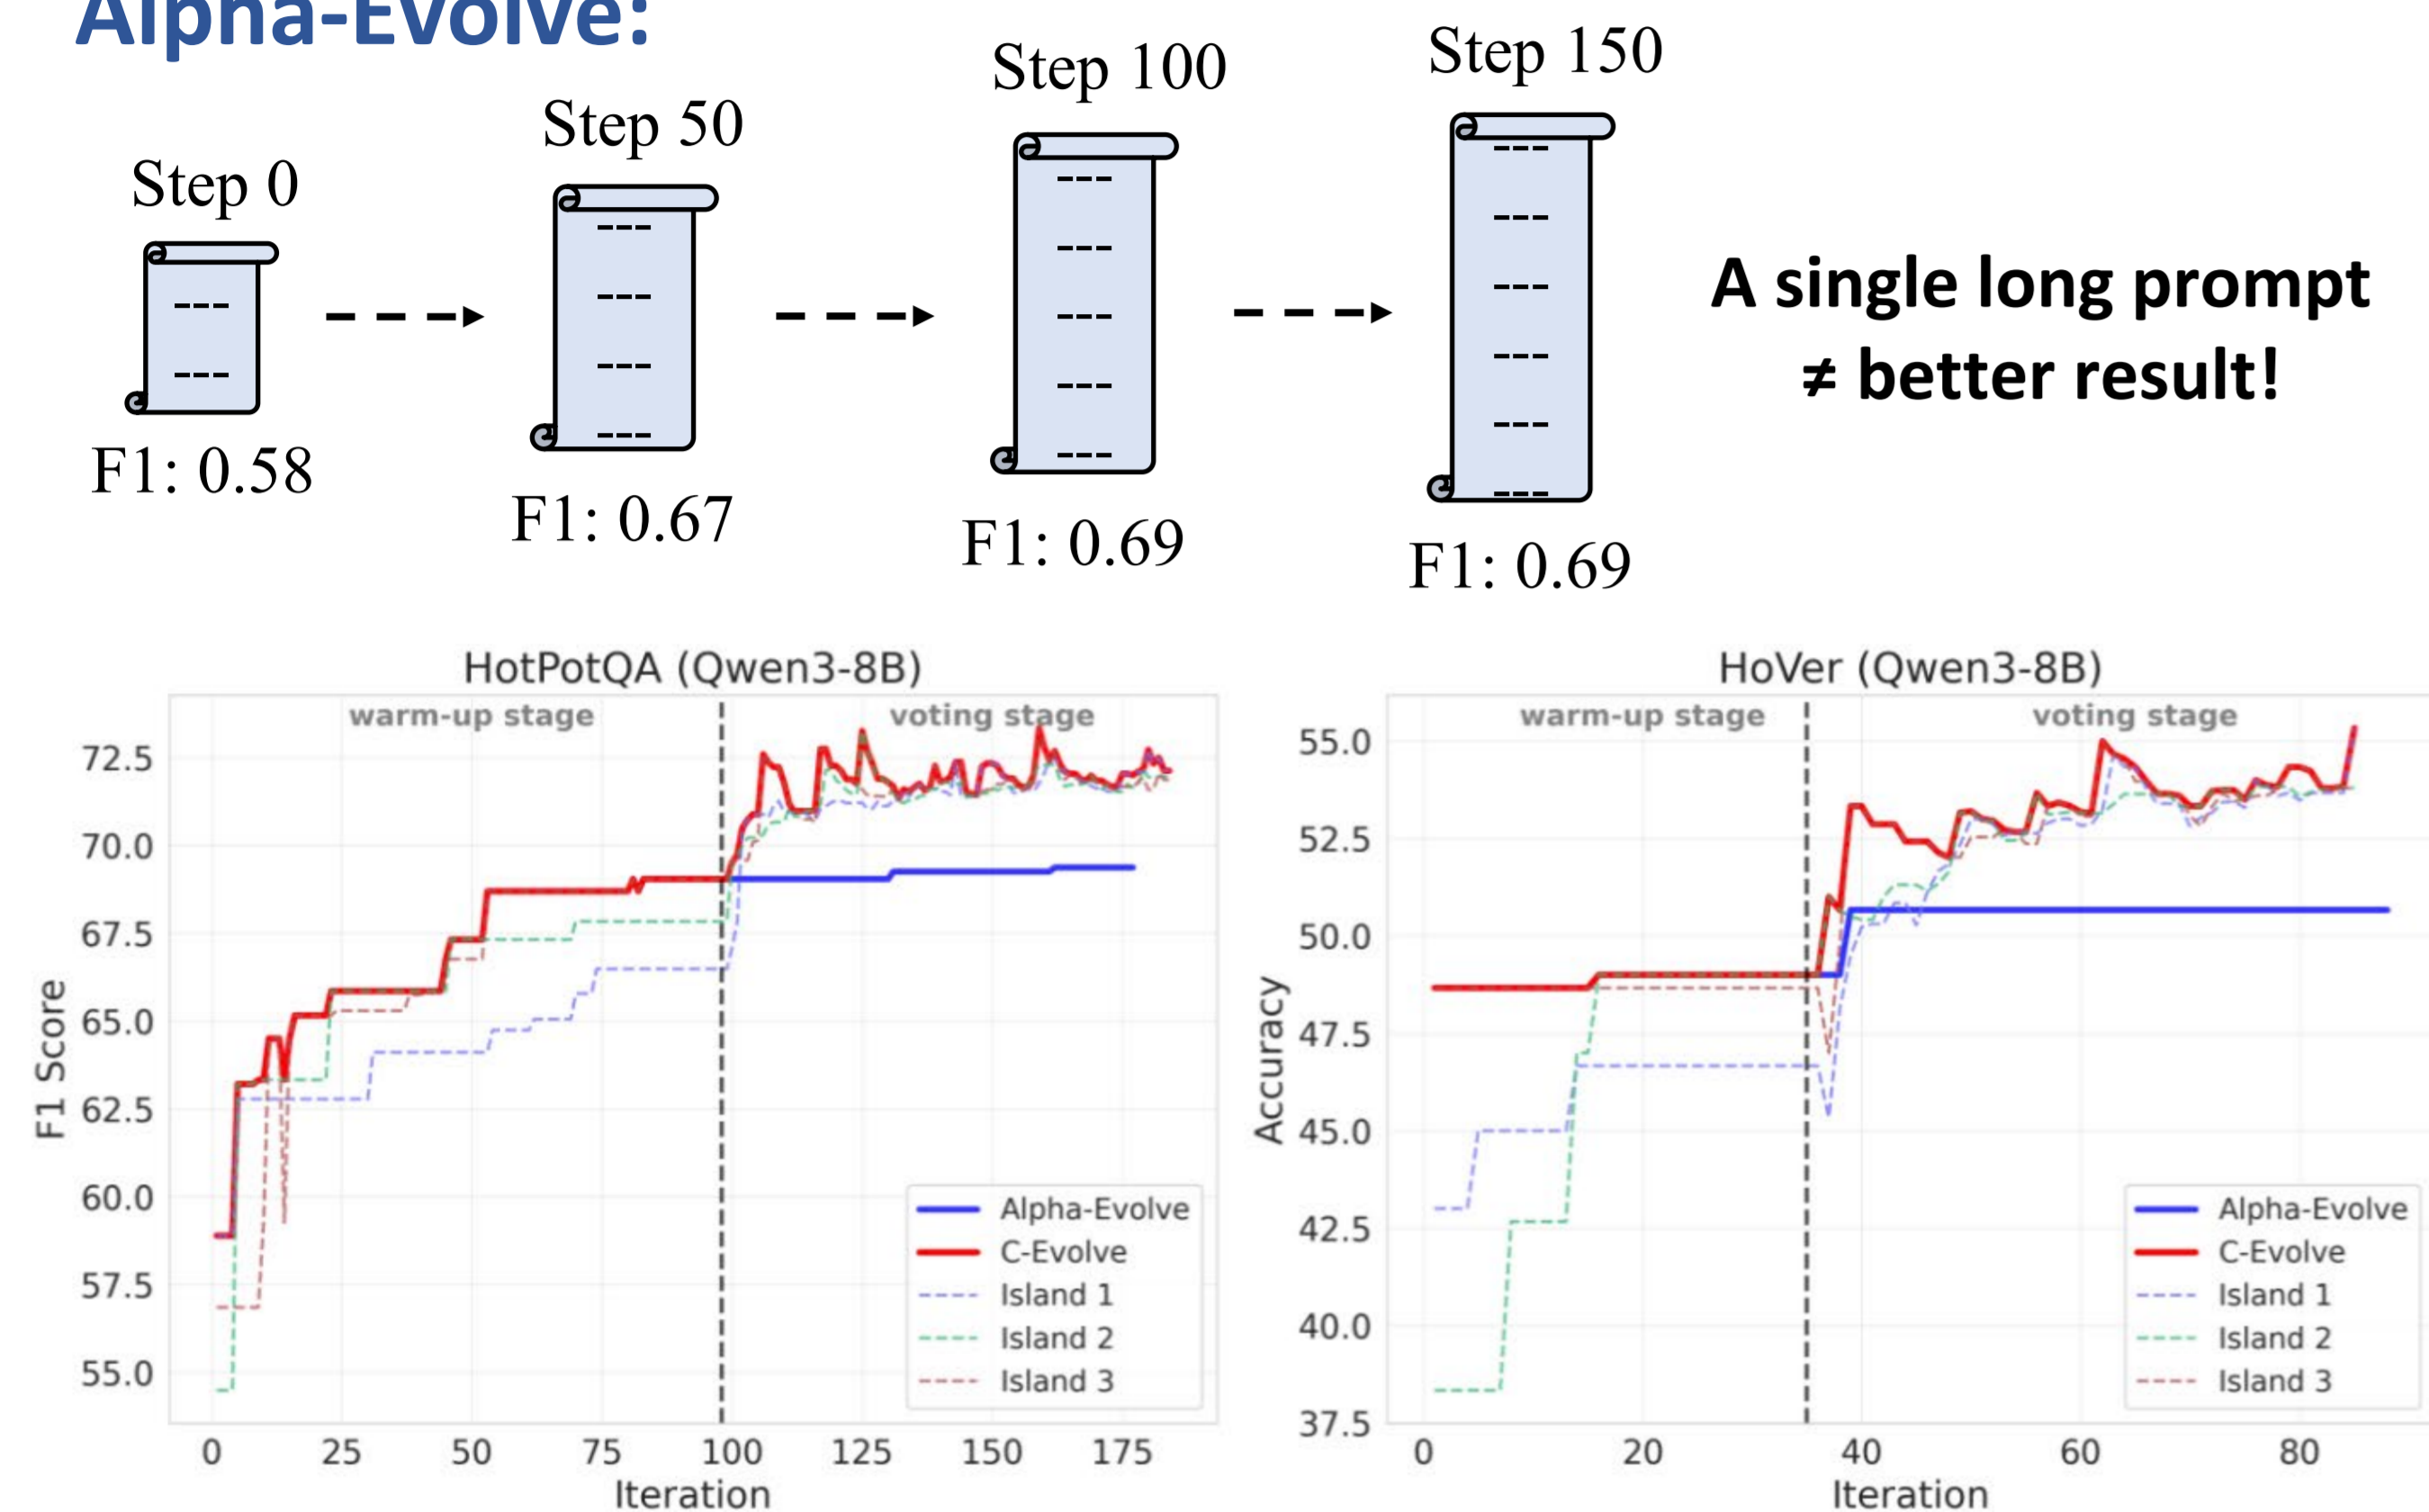 Alpha-Evolve:
Step 0
Step 50
Step 100
Step 150
F1: 0.58
F1: 0.67
F1: 0.69
F1: 0.69
A single long prompt
≠ better result!
HotPotQA (Qwen3-8B)
warm-up stage
voting stage
F1 Score
72.5
70.0
67.5
65.0
62.5
60.0
57.5
55.0
0 25 50 75 100 125 150 175
Iteration
Alpha-Evolve
C-Evolve
Island 1
Island 2
Island 3
HoVer (Qwen3-8B)
warm-up stage
voting stage
Accuracy
55.0
52.5
50.0
47.5
45.0
42.5
40.0
37.5
0 20 40 60 80
Iteration
Alpha-Evolve
C-Evolve
Island 1
Island 2
Island 3